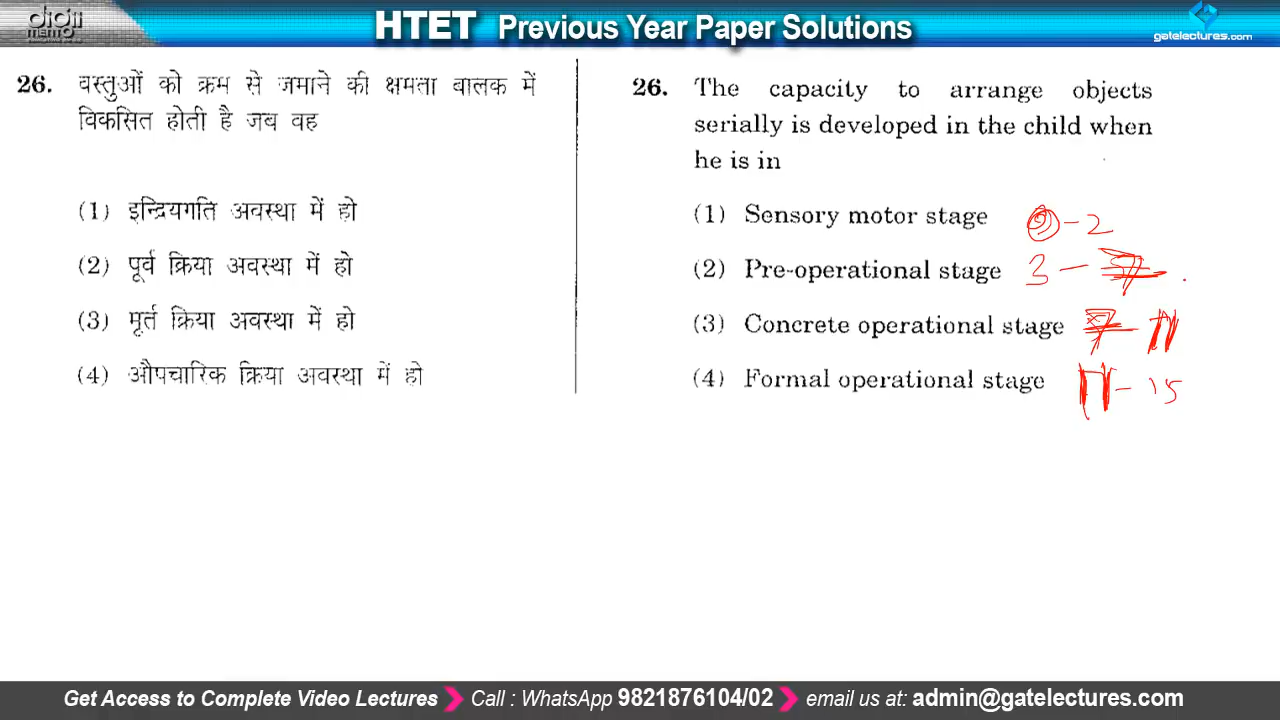 digii
MENTO
HTET Previous Year Paper Solutions
gatelectures.com
26. वस्तुओं को क्रम से जमाने की क्षमता बालक में
विकसित होती है जब वह
(1) इन्द्रियगति अवस्था में हो
(2) पूर्व क्रिया अवस्था में हो
(3) मूर्त क्रिया अवस्था में हो
(4) औपचारिक क्रिया अवस्था में हो
26. The capacity to arrange objects
serially is developed in the child when
he is in
(1) Sensory motor stage - 2
(2) Pre-operational stage 3 - 7
(3) Concrete operational stage 7 - 11
(4) Formal operational stage 11 - 15
Get Access to Complete Video Lectures Call : WhatsApp 9821876104/02 email us at: admin@gatelectures.com